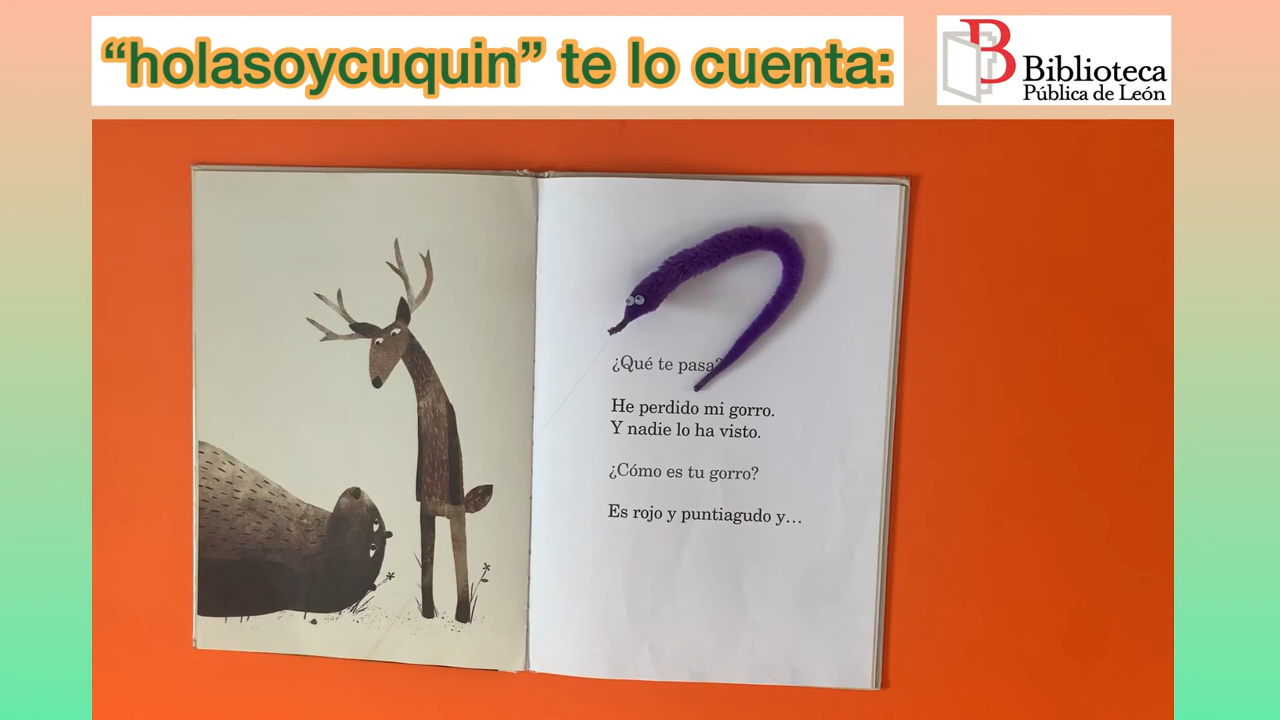 “holasoycuquin” te lo cuenta:
Biblioteca
Pública de León
¿Qué te pasa?
He perdido mi gorro.
Y nadie lo ha visto.
¿Cómo es tu gorro?
Es rojo y puntiagudo y…